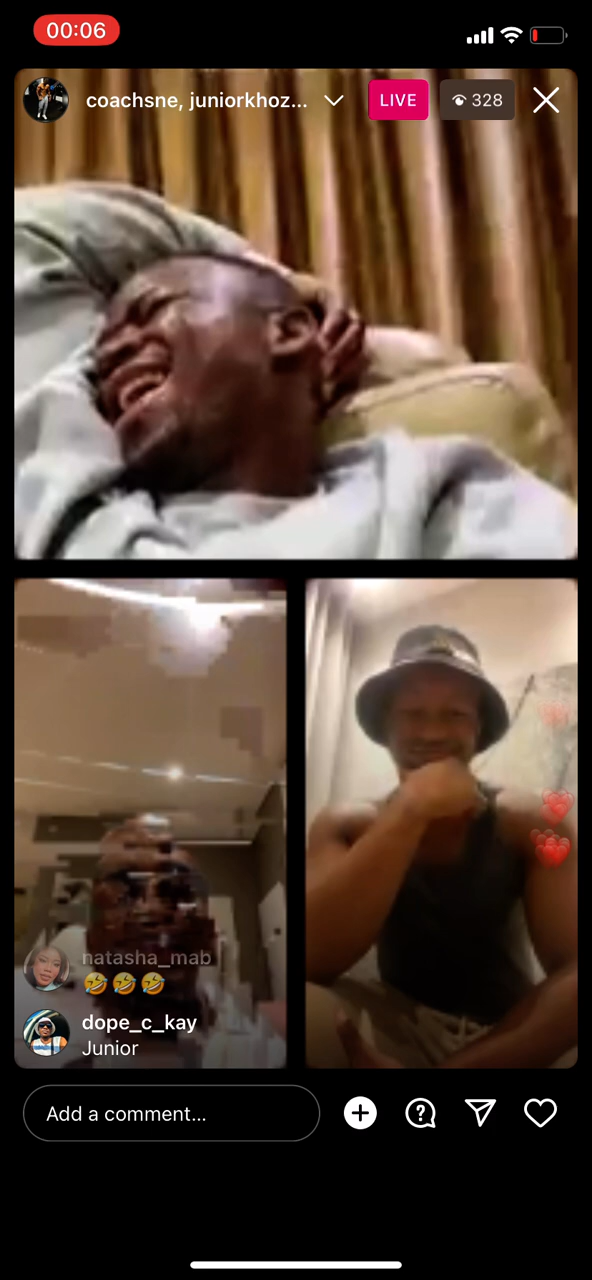 00:06
coachsne, juniorkhoz...
LIVE
328
natasha_mab
🤣🤣🤣
dope_c_kay
Junior
Add a comment...